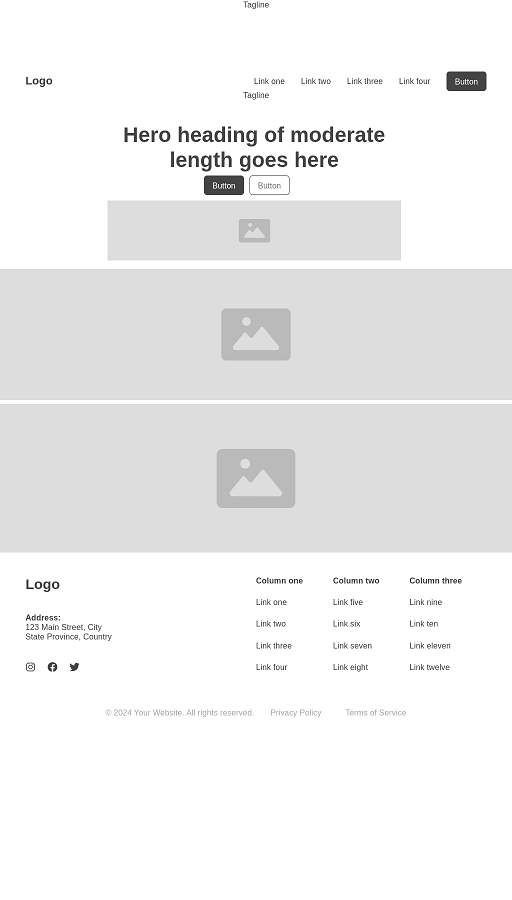 Tagline
Logo
Link one
Link two
Link three
Link four
Button
Tagline
Hero heading of moderate
length goes here
Button
Button
Logo
Address:
123 Main Street, City
State Province, Country
Column one
Link one
Link two
Link three
Link four
Column two
Link five
Link six
Link seven
Link eight
Column three
Link nine
Link ten
Link eleven
Link twelve
© 2024 Your Website. All rights reserved.
Privacy Policy
Terms of Service